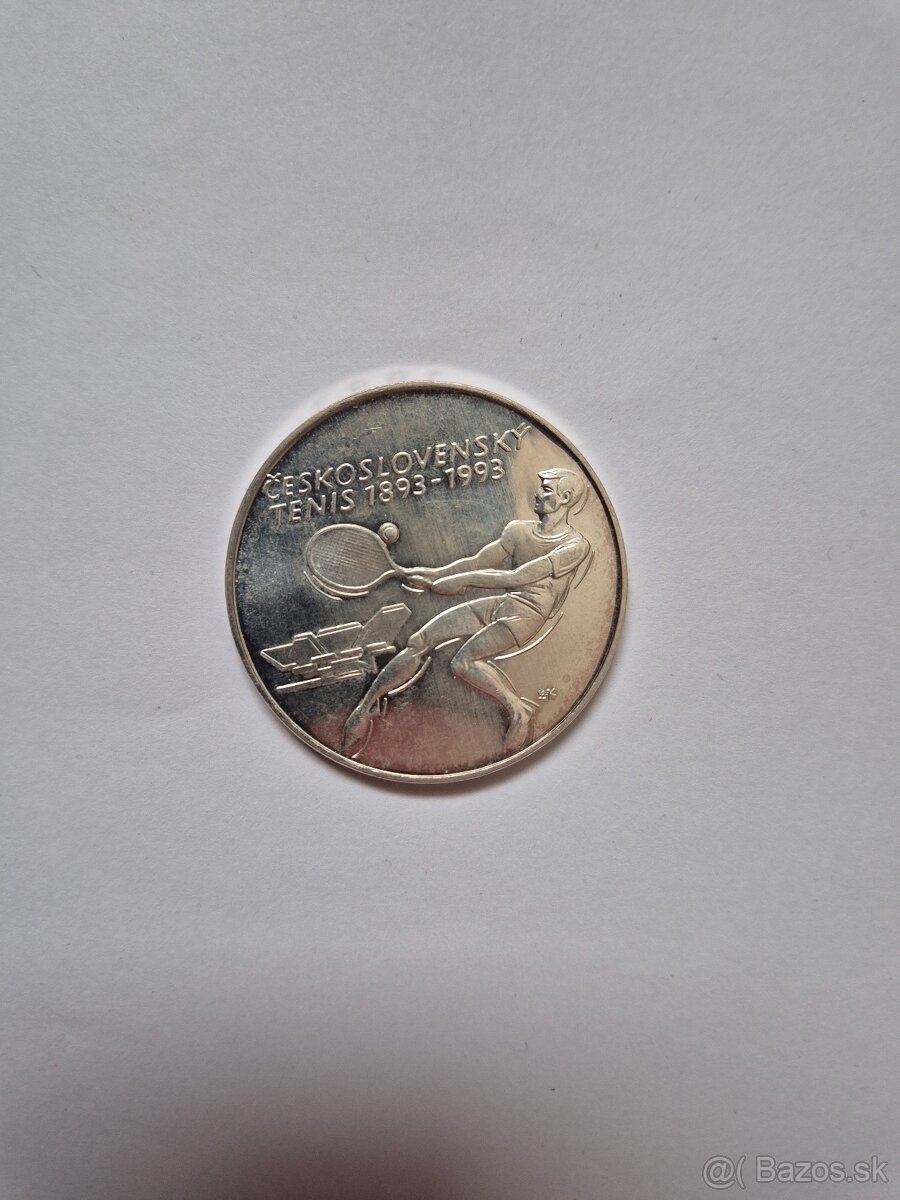 ČESKOSLOVENSKÝ
TENIS 1893-1993
@( Bazos.sk